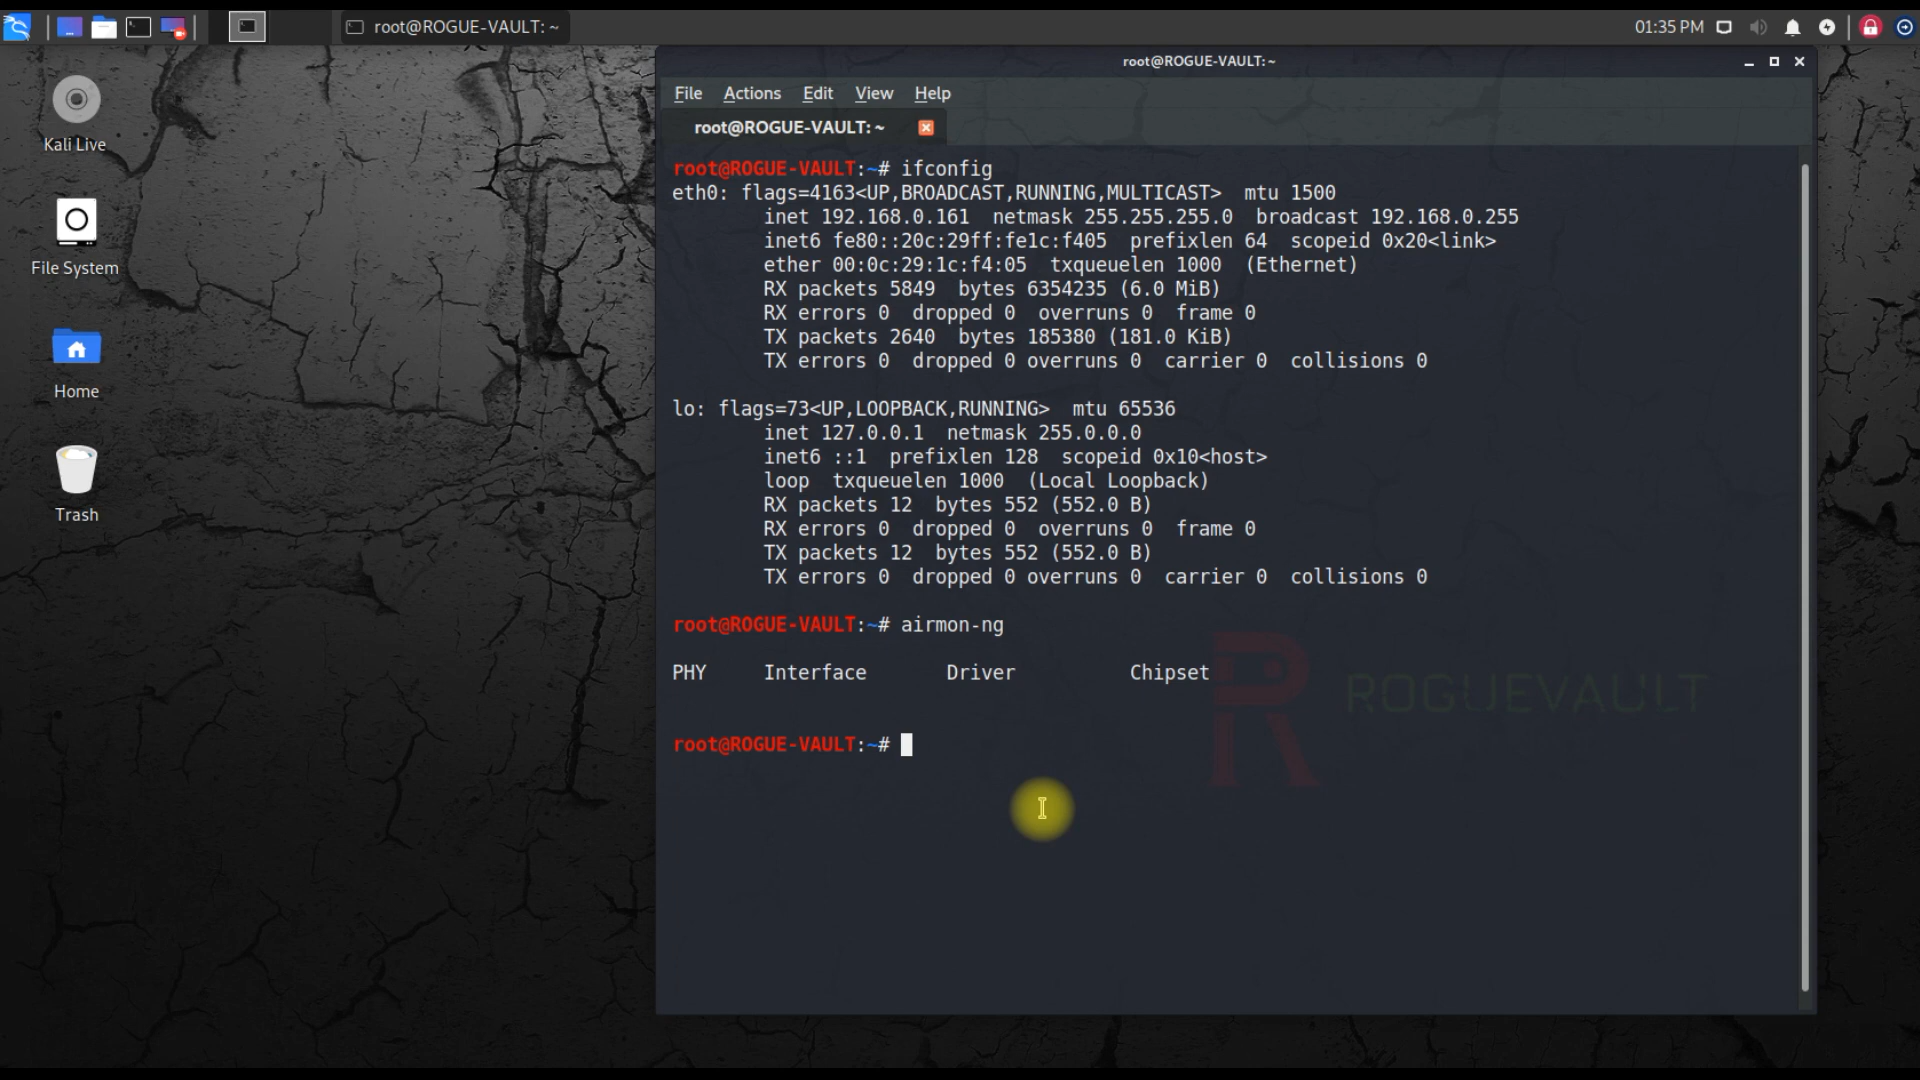 root@ROGUE-VAULT: ~
01:35 PM
Kali Live
File System
Home
Trash
root@ROGUE-VAULT: ~
File Actions Edit View Help
root@ROGUE-VAULT: ~
root@ROGUE-VAULT:~# ifconfig
eth0: flags=4163<UP,BROADCAST,RUNNING,MULTICAST>  mtu 1500
        inet 192.168.0.161  netmask 255.255.255.0  broadcast 192.168.0.255
        inet6 fe80::20c:29ff:fe1c:f405  prefixlen 64  scopeid 0x20<link>
        ether 00:0c:29:1c:f4:05  txqueuelen 1000  (Ethernet)
        RX packets 5849  bytes 6354235 (6.0 MiB)
        RX errors 0  dropped 0  overruns 0  frame 0
        TX packets 2640  bytes 185380 (181.0 KiB)
        TX errors 0  dropped 0 overruns 0  carrier 0  collisions 0
lo: flags=73<UP,LOOPBACK,RUNNING>  mtu 65536
        inet 127.0.0.1  netmask 255.0.0.0
        inet6 ::1  prefixlen 128  scopeid 0x10<host>
        loop  txqueuelen 1000  (Local Loopback)
        RX packets 12  bytes 552 (552.0 B)
        RX errors 0  dropped 0  overruns 0  frame 0
        TX packets 12  bytes 552 (552.0 B)
        TX errors 0  dropped 0 overruns 0  carrier 0  collisions 0
root@ROGUE-VAULT:~# airmon-ng
PHY     Interface       Driver          Chipset
root@ROGUE-VAULT:~#
R ROGUEVAULT